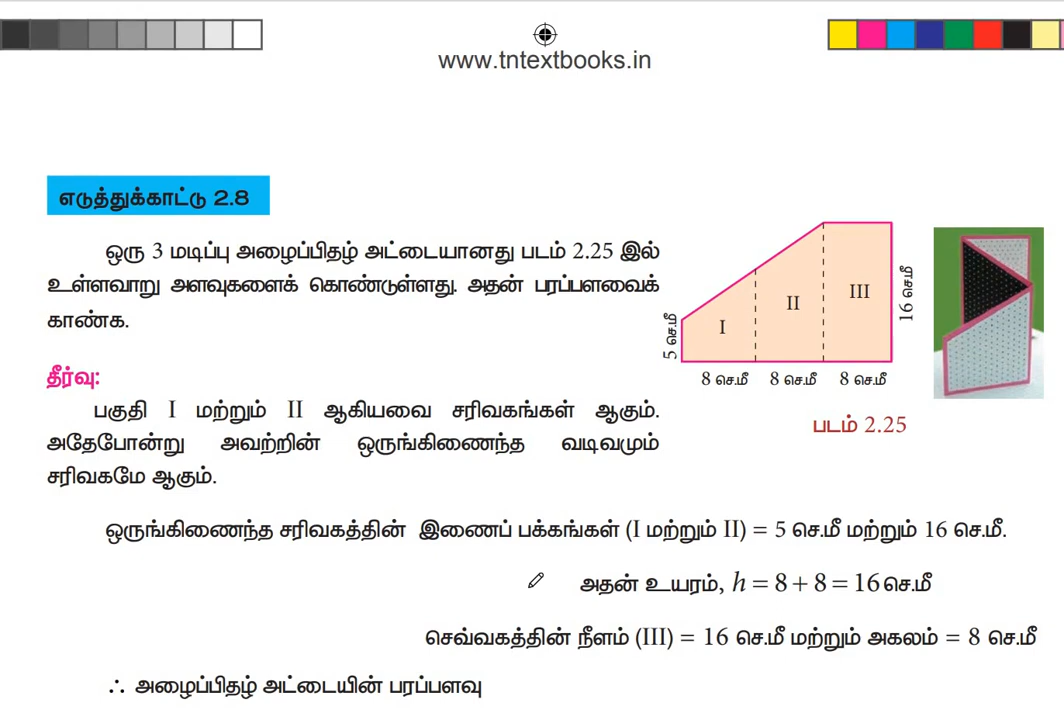 www.tntextbooks.in
எடுத்துக்காட்டு 2.8
ஒரு 3 மடிப்பு அழைப்பிதழ் அட்டையானது படம் 2.25 இல்
உள்ளவாறு அளவுகளைக் கொண்டுள்ளது. அதன் பரப்பளவைக்
காண்க.
I
II
III
5 செ.மீ
16 செ.மீ
8 செ.மீ 8 செ.மீ 8 செ.மீ
படம் 2.25
தீர்வு:
பகுதி I மற்றும் II ஆகியவை சரிவகங்கள் ஆகும்.
அதேபோன்று அவற்றின் ஒருங்கிணைந்த வடிவமும்
சரிவகமே ஆகும்.
ஒருங்கிணைந்த சரிவகத்தின் இணைப் பக்கங்கள் (I மற்றும் II) = 5 செ.மீ மற்றும் 16 செ.மீ.
அதன் உயரம், h = 8 + 8 = 16 செ.மீ
செவ்வகத்தின் நீளம் (III) = 16 செ.மீ மற்றும் அகலம் = 8 செ.மீ
∴ அழைப்பிதழ் அட்டையின் பரப்பளவு